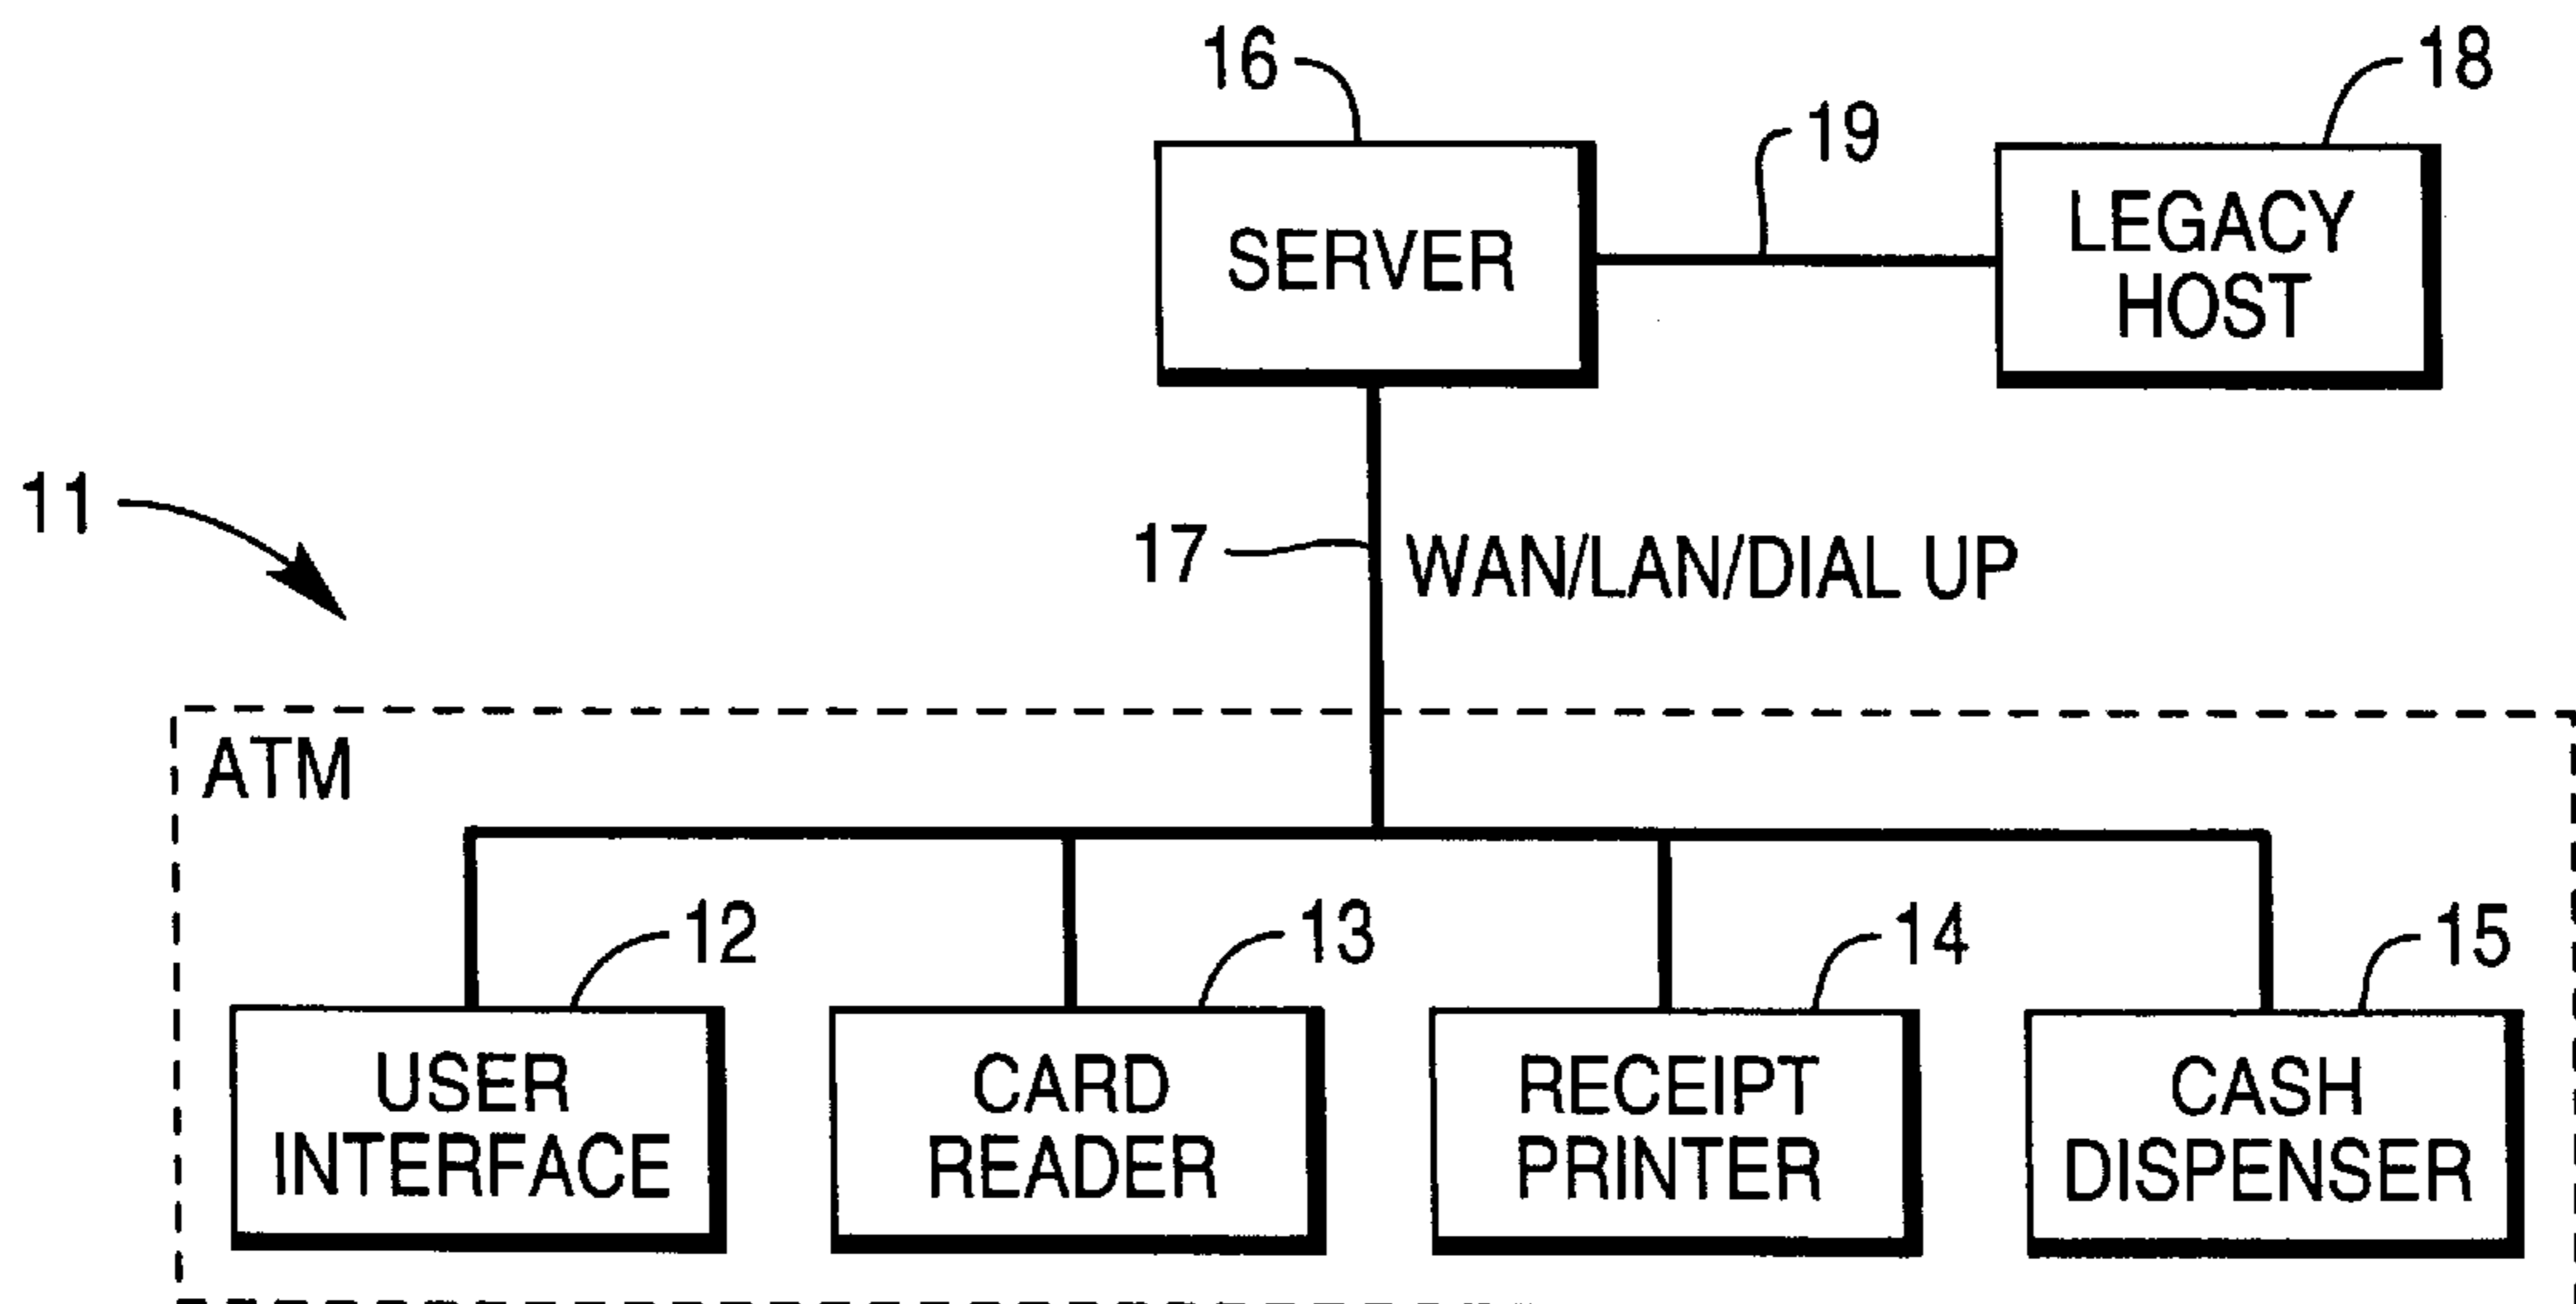 16
18
19
SERVER
LEGACY
HOST
11
17
WAN/LAN/DIAL UP
ATM
12
13
14
15
USER
INTERFACE
CARD
READER
RECEIPT
PRINTER
CASH
DISPENSER